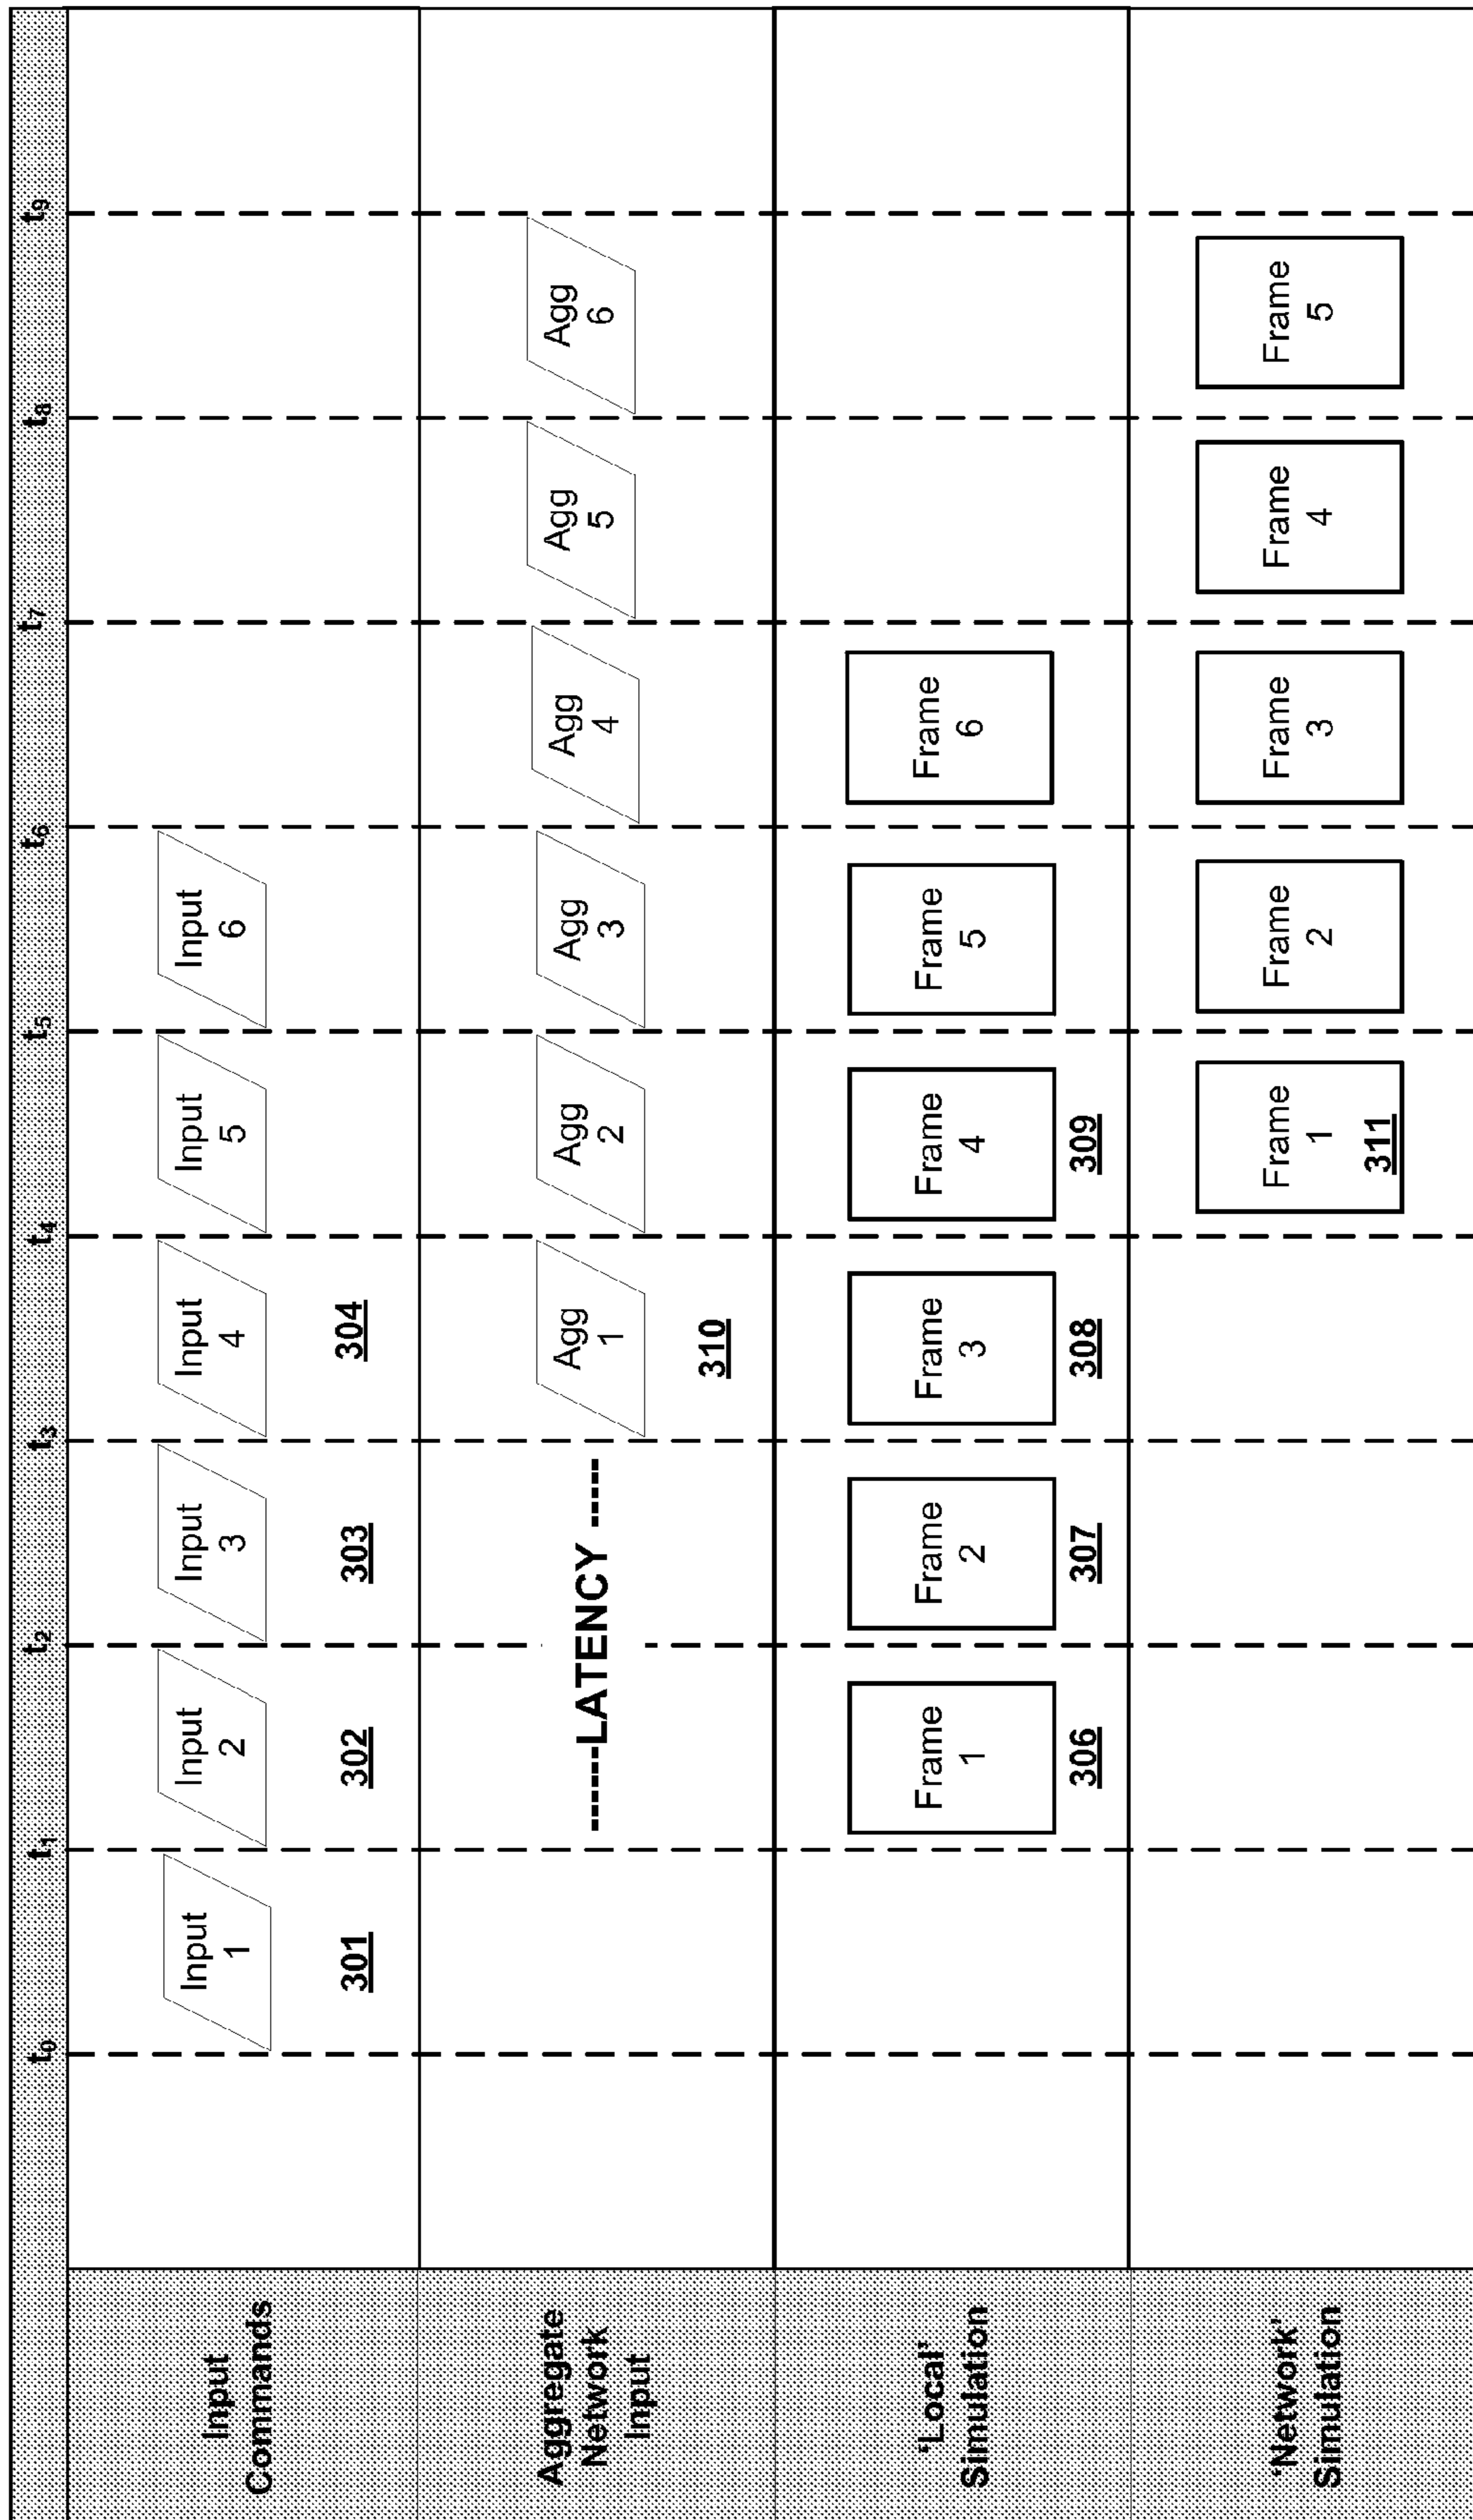 t₀ t₁ t₂ t₃ t₄ t₅ t₆ t₇ t₈ t₉
Input
Commands
Input
1
301
Input
2
302
Input
3
303
Input
4
304
Input
5
Input
6
Aggregate
Network
Input
------LATENCY -----
Agg
1
310
Agg
2
Agg
3
Agg
4
Agg
5
Agg
6
‘Local’
Simulation
Frame
1
306
Frame
2
307
Frame
3
308
Frame
4
309
Frame
5
Frame
6
‘Network’
Simulation
Frame
1
311
Frame
2
Frame
3
Frame
4
Frame
5